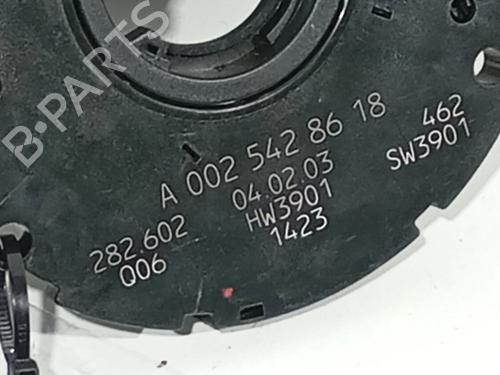 B-PARTS
A 002 542 86 18
462
SW3901
04.02.03
HW3901
1423
282.602
Q06